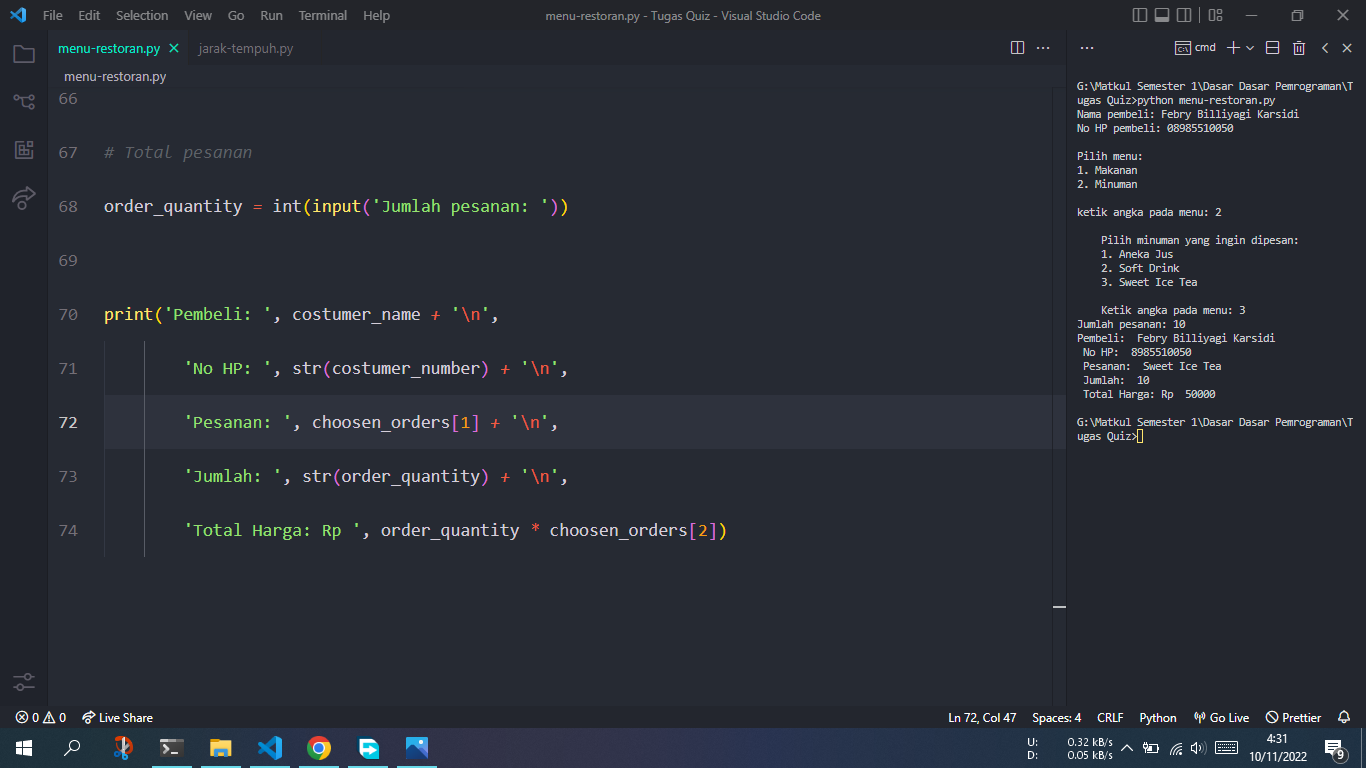 File Edit Selection View Go Run Terminal Help menu-restoran.py - Tugas Quiz - Visual Studio Code
menu-restoran.py jarak-tempuh.py
menu-restoran.py
66
67 # Total pesanan
68 order_quantity = int(input('Jumlah pesanan: '))
69
70 print('Pembeli: ', costumer_name + '\n',
71 'No HP: ', str(costumer_number) + '\n',
72 'Pesanan: ', choosen_orders[1] + '\n',
73 'Jumlah: ', str(order_quantity) + '\n',
74 'Total Harga: Rp ', order_quantity * choosen_orders[2])
cmd
G:\Matkul Semester 1\Dasar Dasar Pemrograman\T
ugas Quiz>python menu-restoran.py
Nama pembeli: Febry Billiyagi Karsidi
No HP pembeli: 08985510050
Pilih menu:
1. Makanan
2. Minuman
ketik angka pada menu: 2
Pilih minuman yang ingin dipesan:
1. Aneka Jus
2. Soft Drink
3. Sweet Ice Tea
Ketik angka pada menu: 3
Jumlah pesanan: 10
Pembeli:  Febry Billiyagi Karsidi
No HP:  8985510050
Pesanan:  Sweet Ice Tea
Jumlah:  10
Total Harga: Rp  50000
G:\Matkul Semester 1\Dasar Dasar Pemrograman\T
ugas Quiz>
0 0 Live Share Ln 72, Col 47 Spaces: 4 CRLF Python Go Live Prettier
U: 0.32 kB/s
D: 0.05 kB/s
4:31
10/11/2022
9